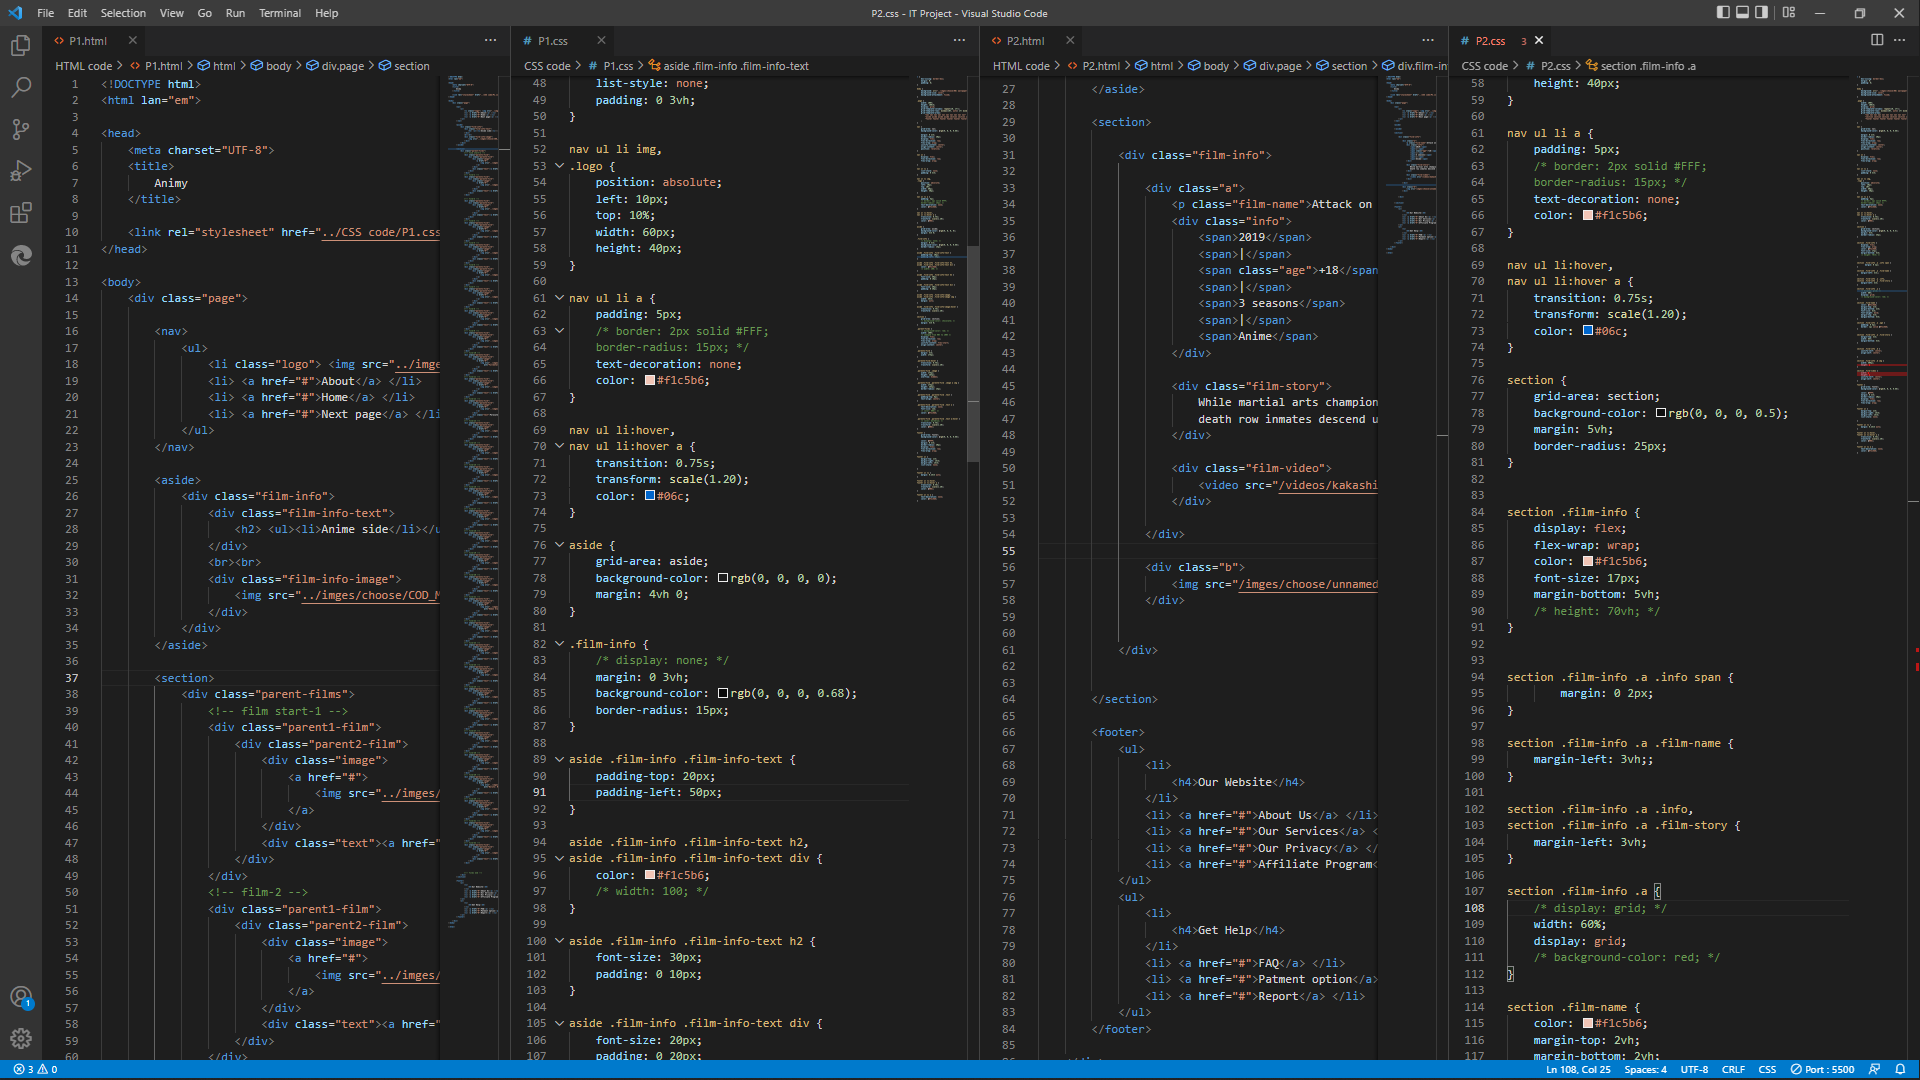 File Edit Selection View Go Run Terminal Help
P2.css - IT Project - Visual Studio Code
P1.html
HTML code > P1.html > html > body > div.page > section
1 <!DOCTYPE html>
2 <html lan="em">
3
4 <head>
5 <meta charset="UTF-8">
6 <title>
7 Animy
8 </title>
9
10 <link rel="stylesheet" href="../CSS code/P1.css
11 </head>
12
13 <body>
14 <div class="page">
15
16 <nav>
17 <ul>
18 <li class="logo"> <img src="../imge
19 <li> <a href="#">About</a> </li>
20 <li> <a href="#">Home</a> </li>
21 <li> <a href="#">Next page</a> </li
22 </ul>
23 </nav>
24
25 <aside>
26 <div class="film-info">
27 <div class="film-info-text">
28 <h2> <ul><li>Anime side</li></u
29 </div>
30 <br><br>
31 <div class="film-info-image">
32 <img src="../imges/choose/COD_M
33 </div>
34 </div>
35 </aside>
36
37 <section>
38 <div class="parent-films">
39 <!-- film start-1 -->
40 <div class="parent1-film">
41 <div class="parent2-film">
42 <div class="image">
43 <a href="#">
44 <img src="../imges/
45 </a>
46 </div>
47 <div class="text"><a href="
48 </div>
49 </div>
50 <!-- film-2 -->
51 <div class="parent1-film">
52 <div class="parent2-film">
53 <div class="image">
54 <a href="#">
55 <img src="../imges/
56 </a>
57 </div>
58 <div class="text"><a href="
59 </div>
60 </div>
P1.css
CSS code > P1.css > aside .film-info .film-info-text
48 list-style: none;
49 padding: 0 3vh;
50 }
51
52 nav ul li img,
53 .logo {
54 position: absolute;
55 left: 10px;
56 top: 10%;
57 width: 60px;
58 height: 40px;
59 }
60
61 nav ul li a {
62 padding: 5px;
63 /* border: 2px solid #FFF;
64 border-radius: 15px; */
65 text-decoration: none;
66 color: #f1c5b6;
67 }
68
69 nav ul li:hover,
70 nav ul li:hover a {
71 transition: 0.75s;
72 transform: scale(1.20);
73 color: #06c;
74 }
75
76 aside {
77 grid-area: aside;
78 background-color: rgb(0, 0, 0, 0);
79 margin: 4vh 0;
80 }
81
82 .film-info {
83 /* display: none; */
84 margin: 0 3vh;
85 background-color: rgb(0, 0, 0, 0.68);
86 border-radius: 15px;
87 }
88
89 aside .film-info .film-info-text {
90 padding-top: 20px;
91 padding-left: 50px;
92 }
93
94 aside .film-info .film-info-text h2,
95 aside .film-info .film-info-text div {
96 color: #f1c5b6;
97 /* width: 100; */
98 }
99
100 aside .film-info .film-info-text h2 {
101 font-size: 30px;
102 padding: 0 10px;
103 }
104
105 aside .film-info .film-info-text div {
106 font-size: 20px;
107 padding: 0 20px;
P2.html
HTML code > P2.html > html > body > div.page > section > div.film-in
27 </aside>
28
29 <section>
30
31 <div class="film-info">
32
33 <div class="a">
34 <p class="film-name">Attack on
35 <div class="info">
36 <span>2019</span>
37 <span>|</span>
38 <span class="age">+18</span
39 <span>|</span>
40 <span>3 seasons</span>
41 <span>|</span>
42 <span>Anime</span>
43 </div>
44
45 <div class="film-story">
46 While martial arts champion
47 death row inmates descend u
48 </div>
49
50 <div class="film-video">
51 <video src="/videos/kakashi
52 </div>
53
54 </div>
55
56 <div class="b">
57 <img src="/imges/choose/unnamed
58 </div>
59
60
61 </div>
62
63
64 </section>
65
66 <footer>
67 <ul>
68 <li>
69 <h4>Our Website</h4>
70 </li>
71 <li> <a href="#">About Us</a> </li>
72 <li> <a href="#">Our Services</a> <
73 <li> <a href="#">Our Privacy</a> </
74 <li> <a href="#">Affiliate Program<
75 </ul>
76 <ul>
77 <li>
78 <h4>Get Help</h4>
79 </li>
80 <li> <a href="#">FAQ</a> </li>
81 <li> <a href="#">Patment option</a>
82 <li> <a href="#">Report</a> </li>
83 </ul>
84 </footer>
85
P2.css 3
CSS code > P2.css > section .film-info .a
58 height: 40px;
59 }
60
61 nav ul li a {
62 padding: 5px;
63 /* border: 2px solid #FFF;
64 border-radius: 15px; */
65 text-decoration: none;
66 color: #f1c5b6;
67 }
68
69 nav ul li:hover,
70 nav ul li:hover a {
71 transition: 0.75s;
72 transform: scale(1.20);
73 color: #06c;
74 }
75
76 section {
77 grid-area: section;
78 background-color: rgb(0, 0, 0, 0.5);
79 margin: 5vh;
80 border-radius: 25px;
81 }
82
83
84 section .film-info {
85 display: flex;
86 flex-wrap: wrap;
87 color: #f1c5b6;
88 font-size: 17px;
89 margin-bottom: 5vh;
90 /* height: 70vh; */
91 }
92
93
94 section .film-info .a .info span {
95 margin: 0 2px;
96 }
97
98 section .film-info .a .film-name {
99 margin-left: 3vh;;
100 }
101
102 section .film-info .a .info,
103 section .film-info .a .film-story {
104 margin-left: 3vh;
105 }
106
107 section .film-info .a {
108 /* display: grid; */
109 width: 60%;
110 display: grid;
111 /* background-color: red; */
112 }
113
114 section .film-name {
115 color: #f1c5b6;
116 margin-top: 2vh;
117 margin-bottom: 2vh;
1
3 0
Ln 108, Col 25 Spaces: 4 UTF-8 CRLF CSS Port : 5500